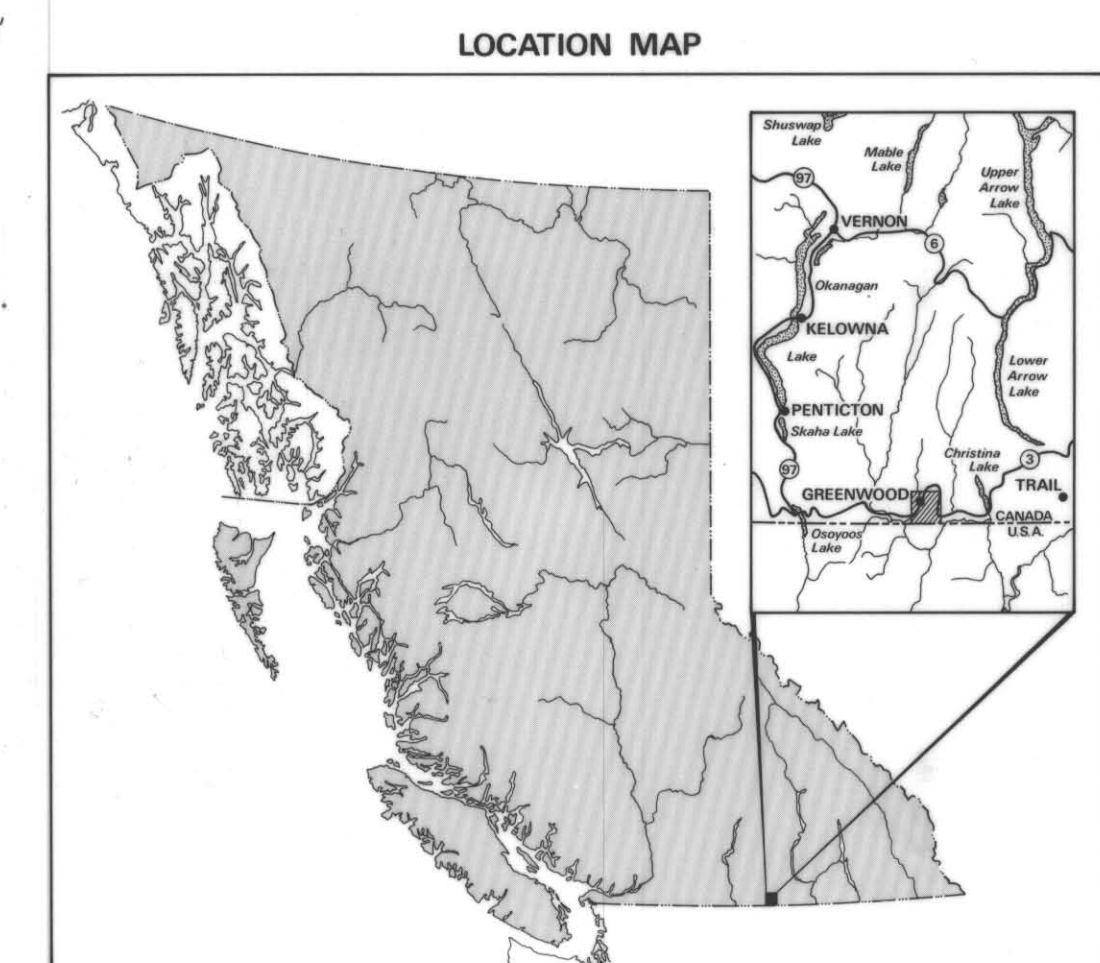 LOCATION MAP
Shuswap
Lake
Mable
Lake
Upper
Arrow
Lake
97
VERNON
6
Okanagan
KELOWNA
Lake
Lower
Arrow
Lake
PENTICTON
Skaha Lake
Christina
Lake
3
97
TRAIL
GREENWOOD
CANADA
U.S.A.
Osoyoos
Lake